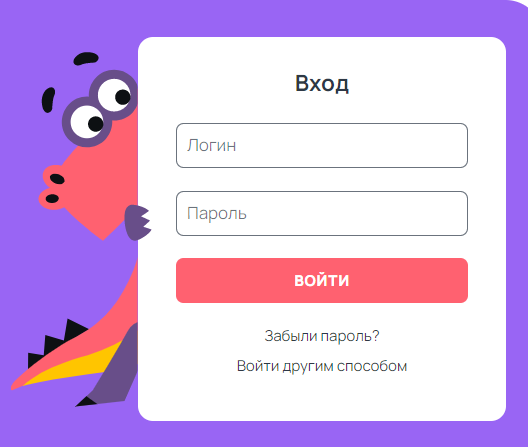 Вход
Логин
Пароль
ВОЙТИ
Забыли пароль?
Войти другим способом